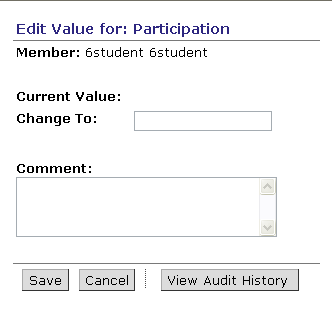 Edit Value for: Participation
Member: 6student 6student
Current Value:
Change To:
Comment:
Save Cancel View Audit History